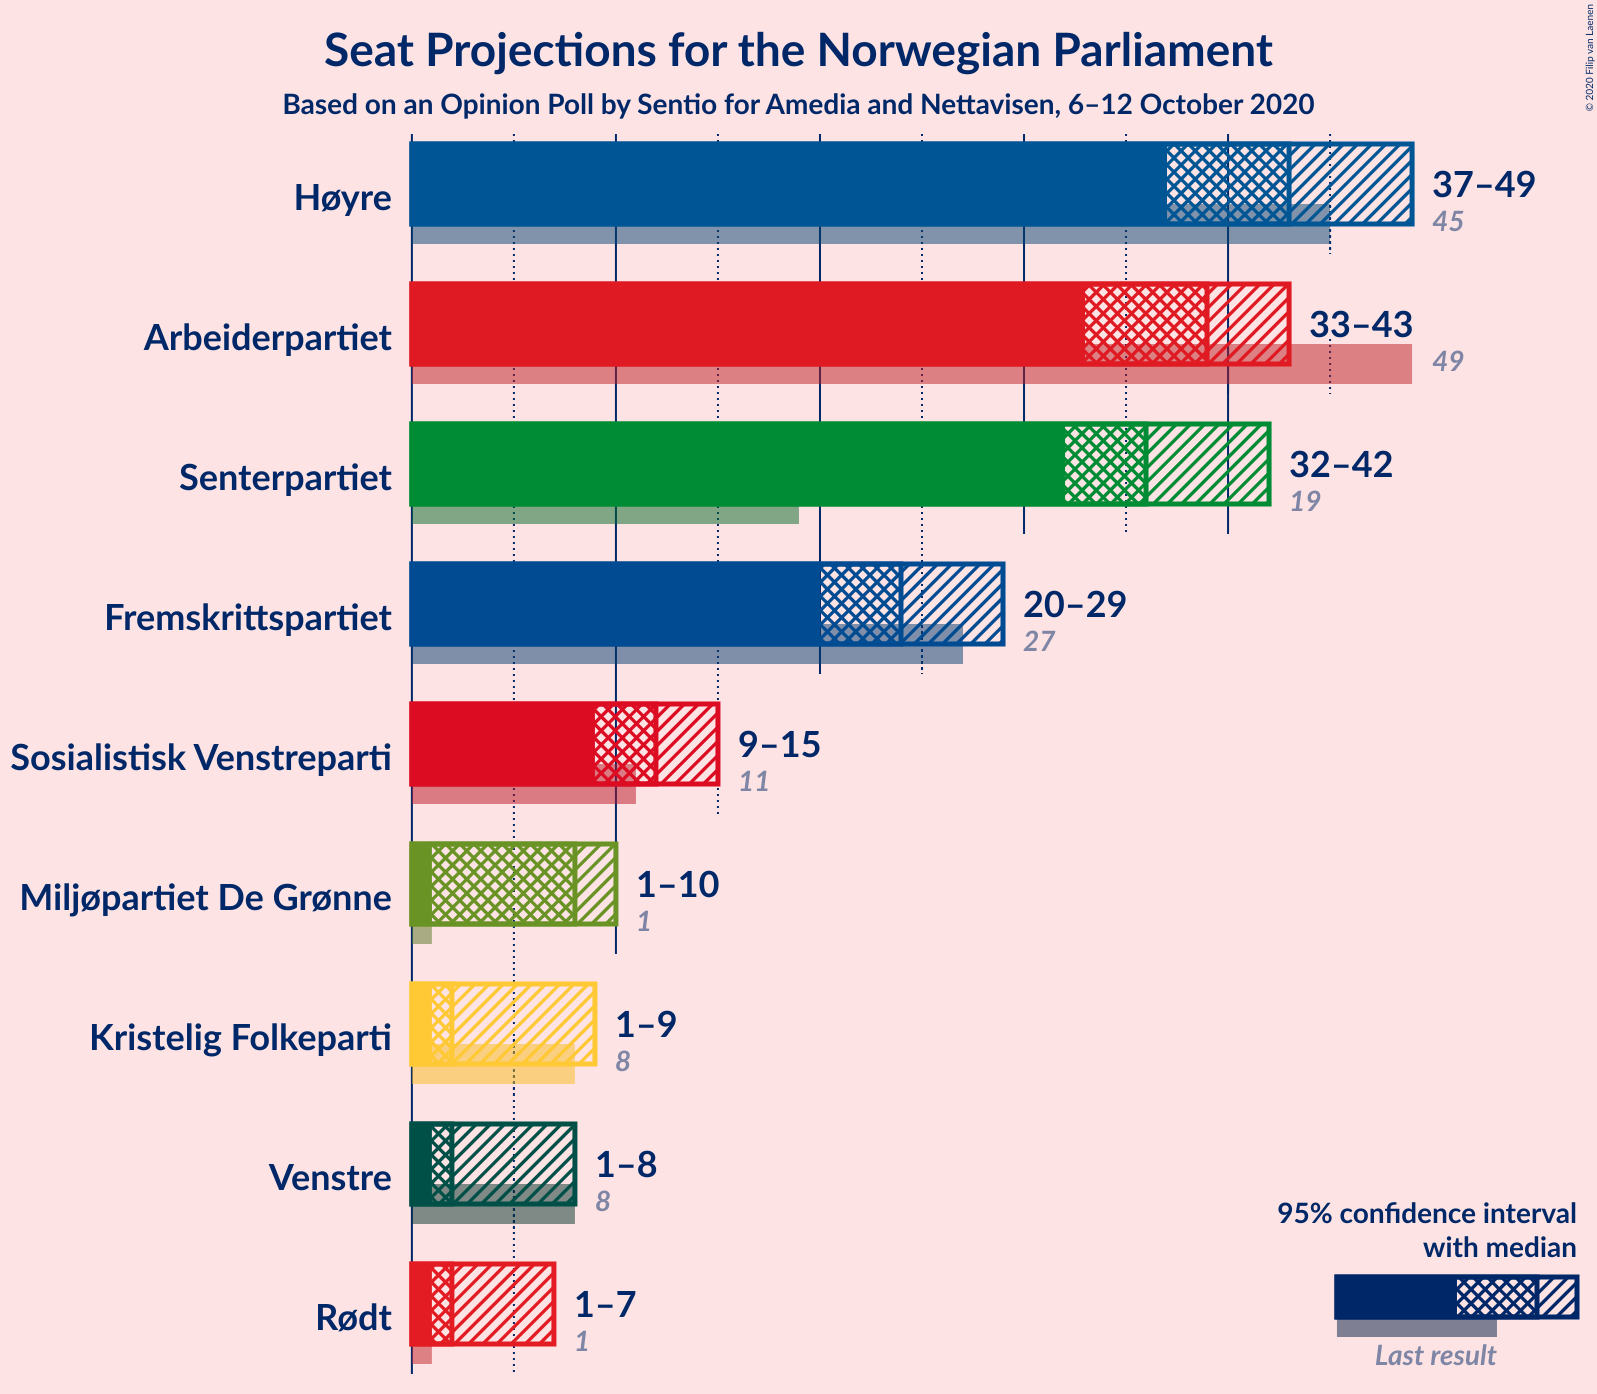 Seat Projections for the Norwegian Parliament
Based on an Opinion Poll by Sentio for Amedia and Nettavisen, 6–12 October 2020
© 2020 Filip van Laenen
Høyre
37–49
45
Arbeiderpartiet
33–43
49
Senterpartiet
32–42
19
Fremskrittspartiet
20–29
27
Sosialistisk Venstreparti
9–15
11
Miljøpartiet De Grønne
1–10
1
Kristelig Folkeparti
1–9
8
Venstre
1–8
8
Rødt
1–7
1
95% confidence interval
with median
Last result